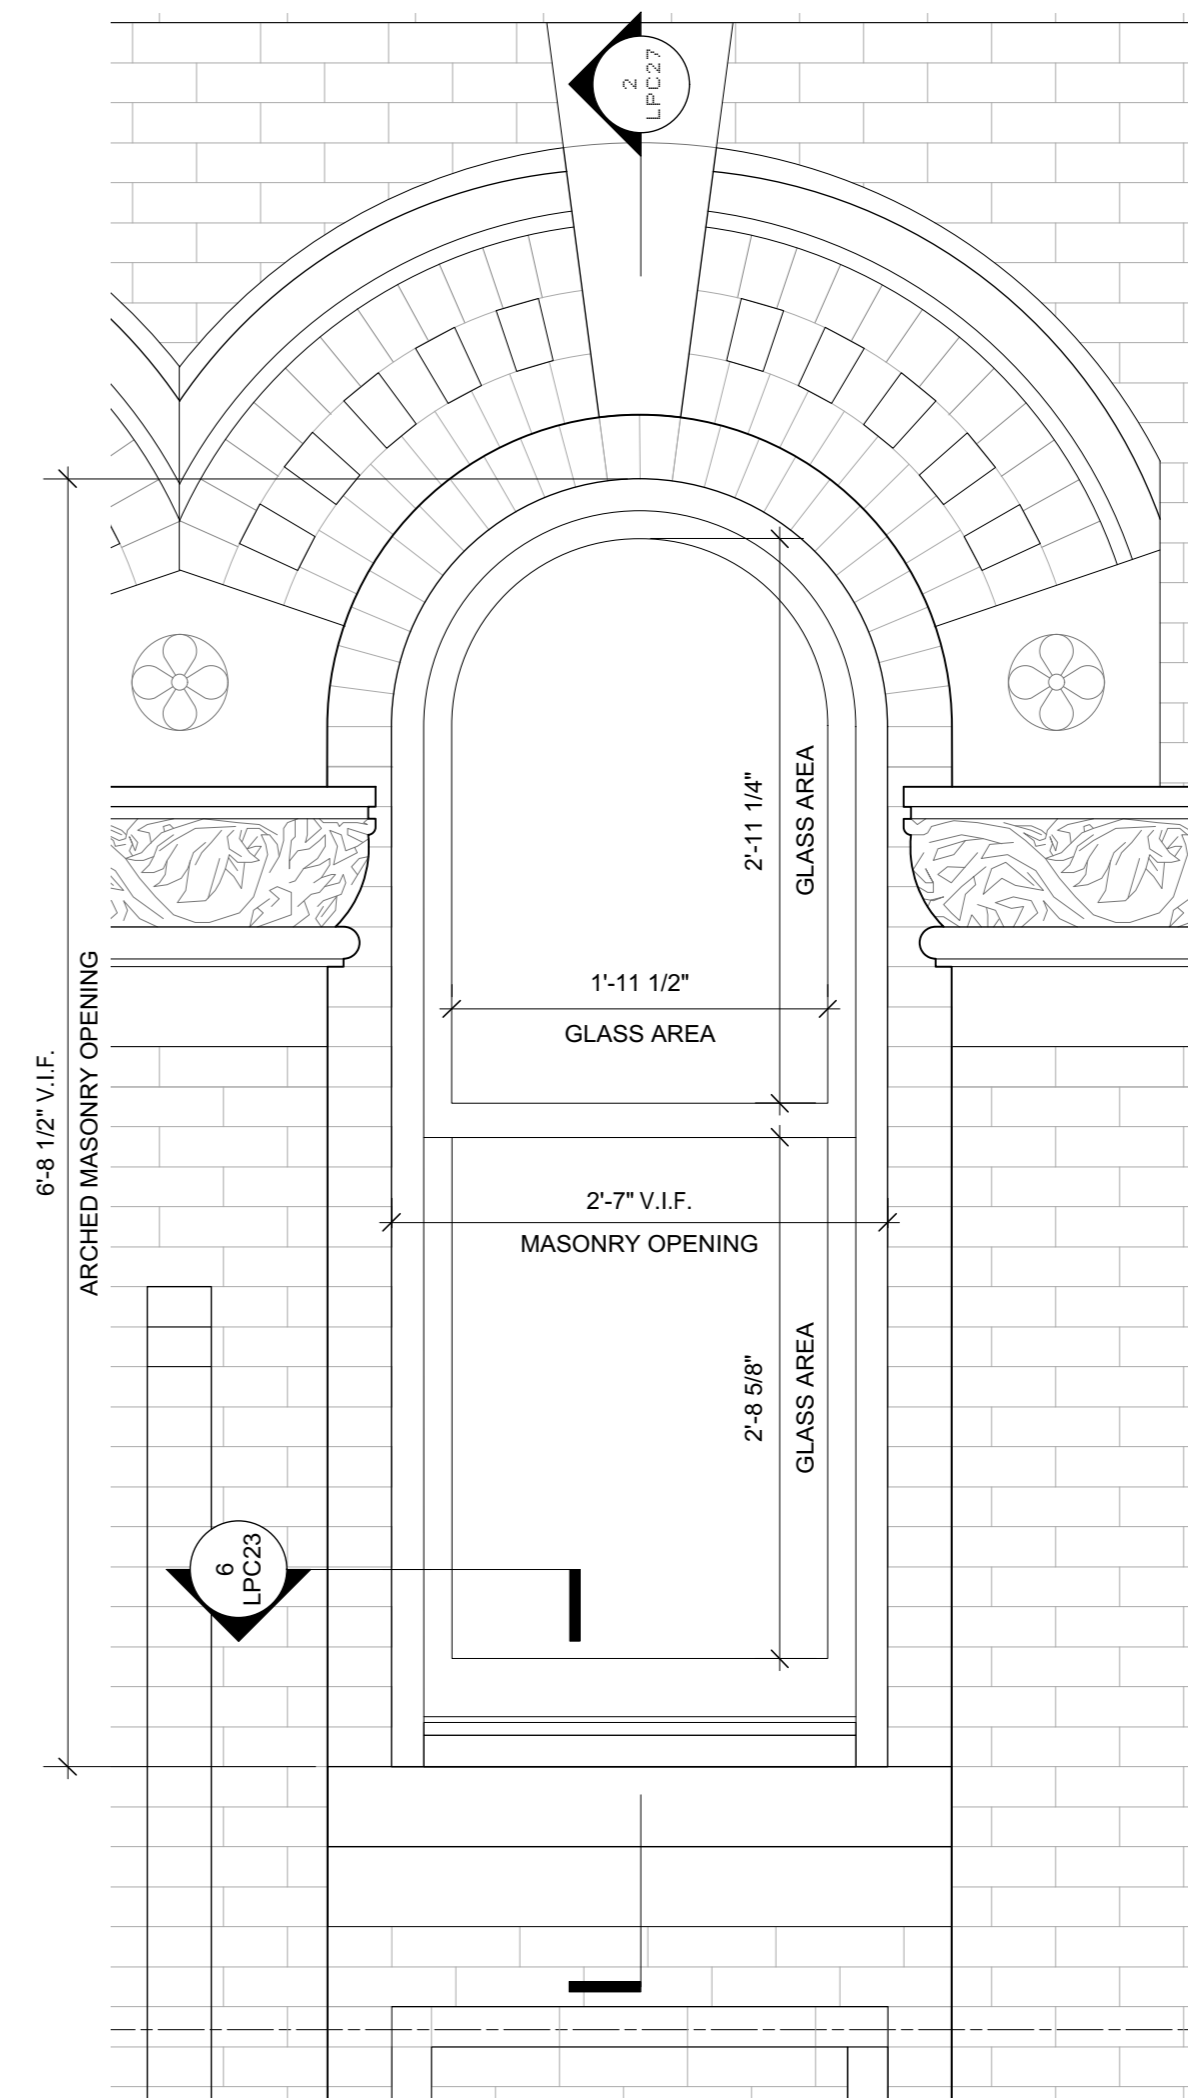 2
LPC27
2'-11 1/4"
GLASS AREA
1'-11 1/2"
GLASS AREA
6'-8 1/2" V.I.F.
ARCHED MASONRY OPENING
2'-7" V.I.F.
MASONRY OPENING
2'-8 5/8"
GLASS AREA
6
LPC23